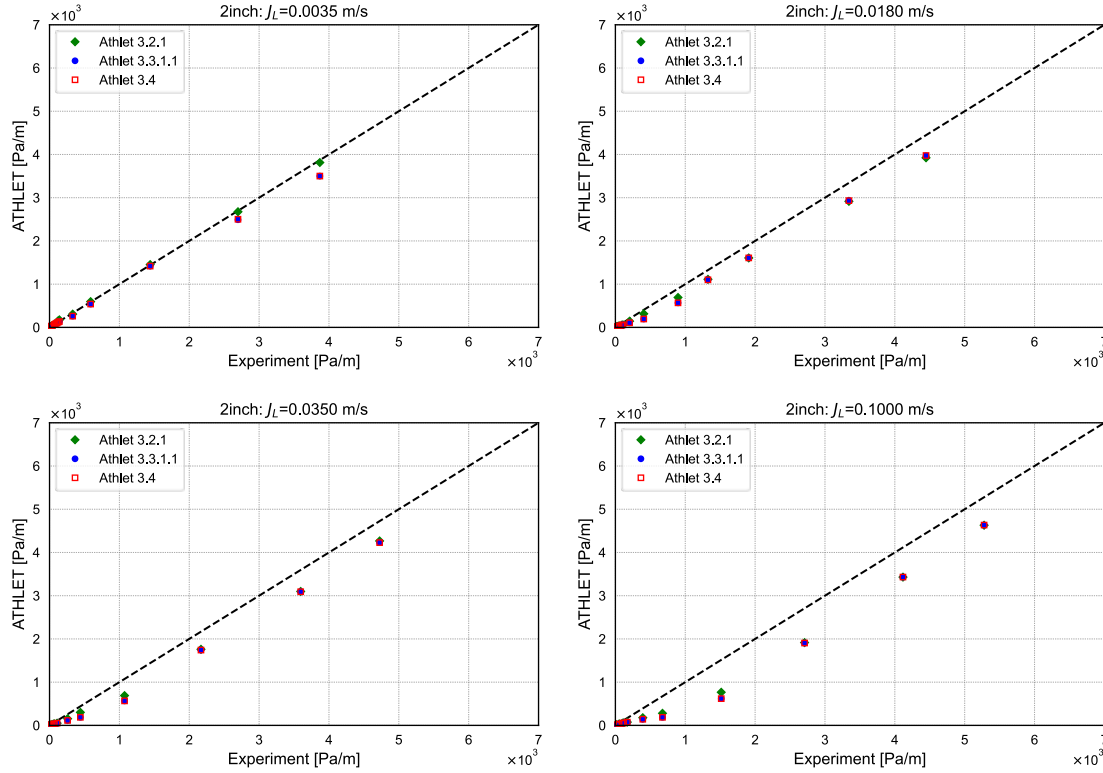 2inch: J_L=0.0035 m/s
×10³
7
6
5
4
3
2
1
0
ATHLET [Pa/m]
Athlet 3.2.1
Athlet 3.3.1.1
Athlet 3.4
0 1 2 3 4 5 6 7
Experiment [Pa/m]
×10³
2inch: J_L=0.0180 m/s
×10³
7
6
5
4
3
2
1
0
ATHLET [Pa/m]
Athlet 3.2.1
Athlet 3.3.1.1
Athlet 3.4
0 1 2 3 4 5 6 7
Experiment [Pa/m]
×10³
2inch: J_L=0.0350 m/s
×10³
7
6
5
4
3
2
1
0
ATHLET [Pa/m]
Athlet 3.2.1
Athlet 3.3.1.1
Athlet 3.4
0 1 2 3 4 5 6 7
Experiment [Pa/m]
×10³
2inch: J_L=0.1000 m/s
×10³
7
6
5
4
3
2
1
0
ATHLET [Pa/m]
Athlet 3.2.1
Athlet 3.3.1.1
Athlet 3.4
0 1 2 3 4 5 6 7
Experiment [Pa/m]
×10³